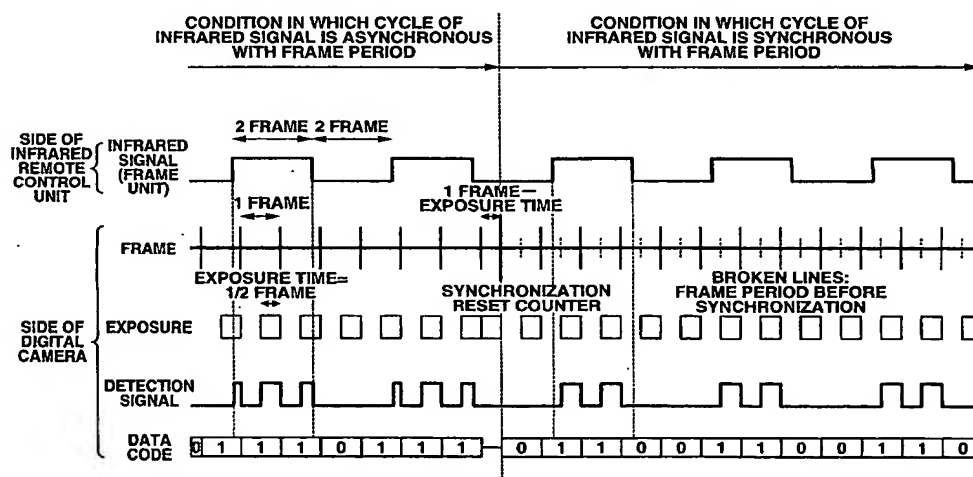 CONDITION IN WHICH CYCLE OF
INFRARED SIGNAL IS ASYNCHRONOUS
WITH FRAME PERIOD
CONDITION IN WHICH CYCLE OF
INFRARED SIGNAL IS SYNCHRONOUS
WITH FRAME PERIOD
2 FRAME 2 FRAME
SIDE OF
INFRARED
REMOTE
CONTROL
UNIT
INFRARED
SIGNAL
(FRAME
UNIT)
1 FRAME
1 FRAME—
EXPOSURE TIME
FRAME
EXPOSURE TIME=
1/2 FRAME
SYNCHRONIZATION
RESET COUNTER
BROKEN LINES:
FRAME PERIOD BEFORE
SYNCHRONIZATION
SIDE OF
DIGITAL
CAMERA
EXPOSURE
DETECTION
SIGNAL
DATA
CODE
0 1 1 1 0 1 1 1 0 1 1 0 0 1 1 0 0 1 1 0